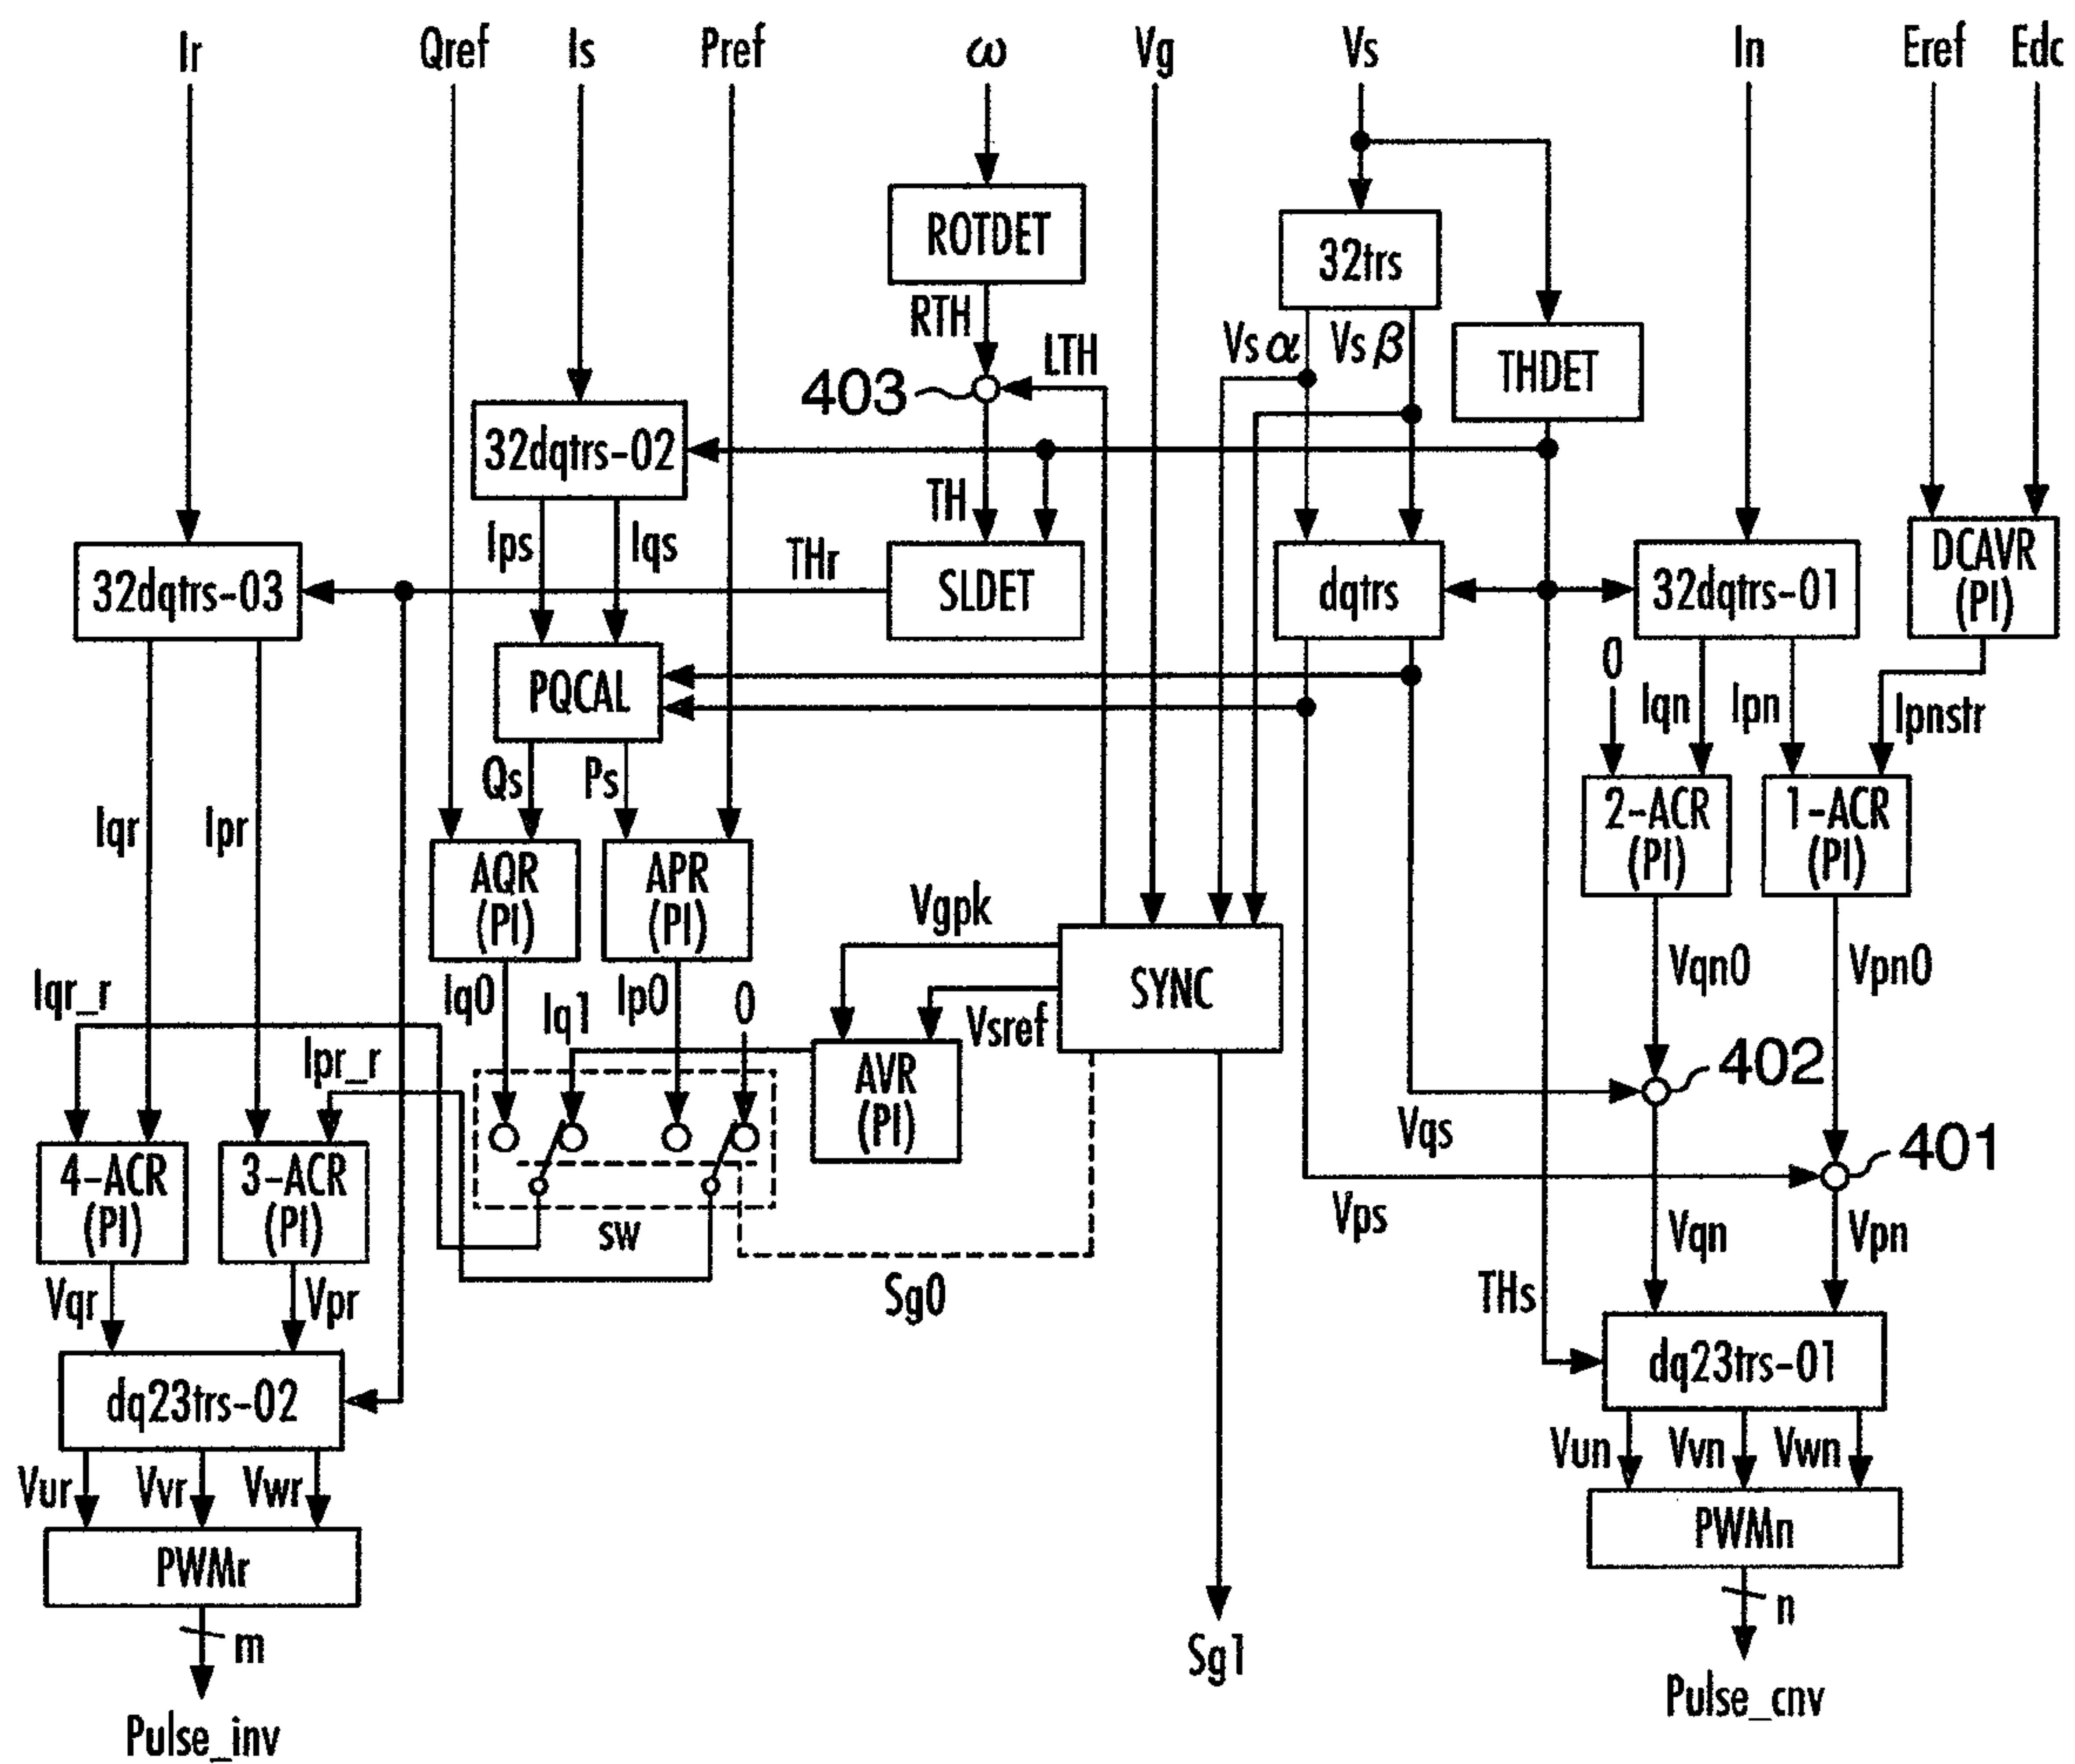 Ir
Qref
Is
Pref
ω
Vg
Vs
In
Eref
Edc
ROTDET
32trs
RTH
LTH
Vsα
Vsβ
THDET
403
32dqtrs-02
TH
Ips
Iqs
THr
32dqtrs-03
SLDET
dqtrs
32dqtrs-01
DCAVR
(PI)
PQCAL
0
Iqn
Ipn
Ipnstr
Qs
Ps
Iqr
Ipr
2-ACR
(PI)
1-ACR
(PI)
AQR
(PI)
APR
(PI)
Vgpk
Vqn0
Vpn0
Iqr_r
Iq0
Iq1
Ip0
0
SYNC
Vsref
Ipr_r
AVR
(PI)
402
Vqs
401
4-ACR
(PI)
3-ACR
(PI)
sw
Vps
Vqn
Vpn
Vqr
Vpr
Sg0
THs
dq23trs-02
dq23trs-01
Vur
Vvr
Vwr
Vun
Vvn
Vwn
PWMr
PWMn
m
n
Sg1
Pulse_inv
Pulse_cnv